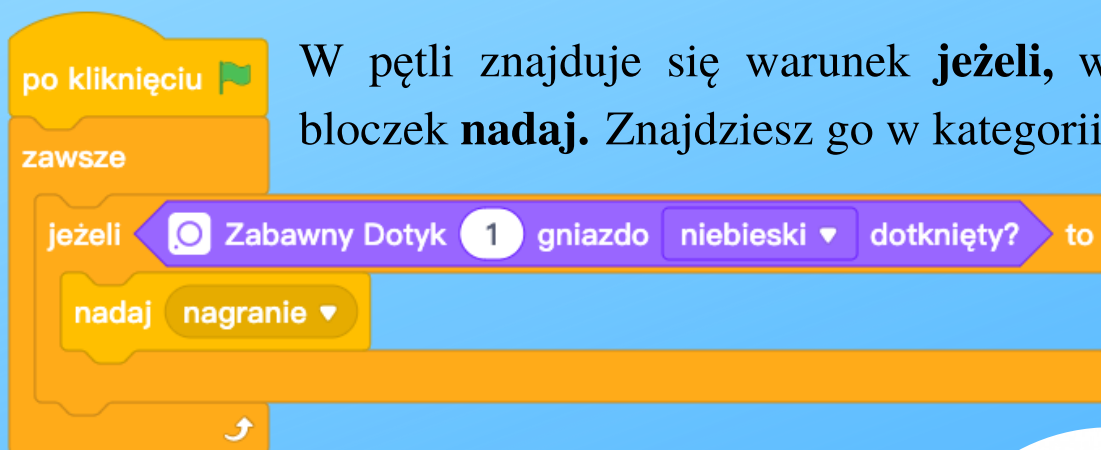 po kliknięciu
W pętli znajduje się warunek jeżeli, w
bloczek nadaj. Znajdziesz go w kategorii
zawsze
jeżeli Zabawny Dotyk 1 gniazdo niebieski dotknięty? to
nadaj nagranie